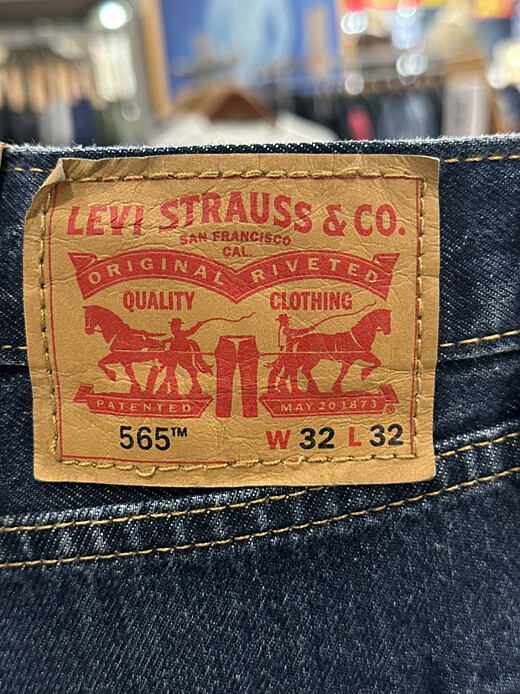 LEVI STRAUSS & CO.
SAN FRANCISCO
CAL.
ORIGINAL RIVETED
QUALITY CLOTHING
PATENTED MAY 20 1873 ®
565™ W 32 L 32